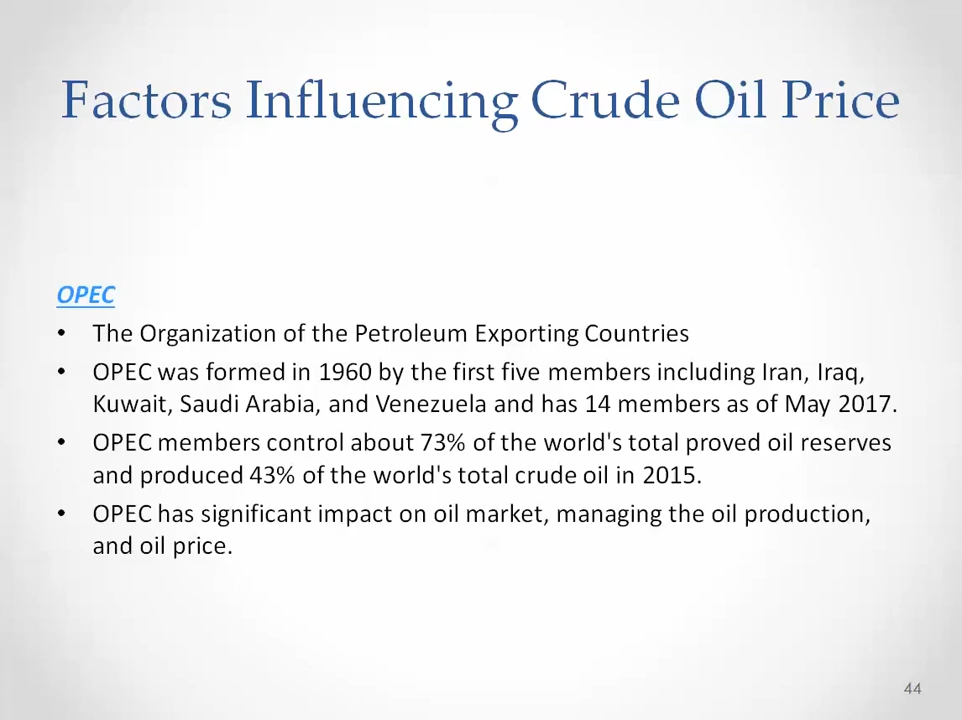 Factors Influencing Crude Oil Price
OPEC
• The Organization of the Petroleum Exporting Countries
• OPEC was formed in 1960 by the first five members including Iran, Iraq,
Kuwait, Saudi Arabia, and Venezuela and has 14 members as of May 2017.
• OPEC members control about 73% of the world's total proved oil reserves
and produced 43% of the world's total crude oil in 2015.
• OPEC has significant impact on oil market, managing the oil production,
and oil price.
44